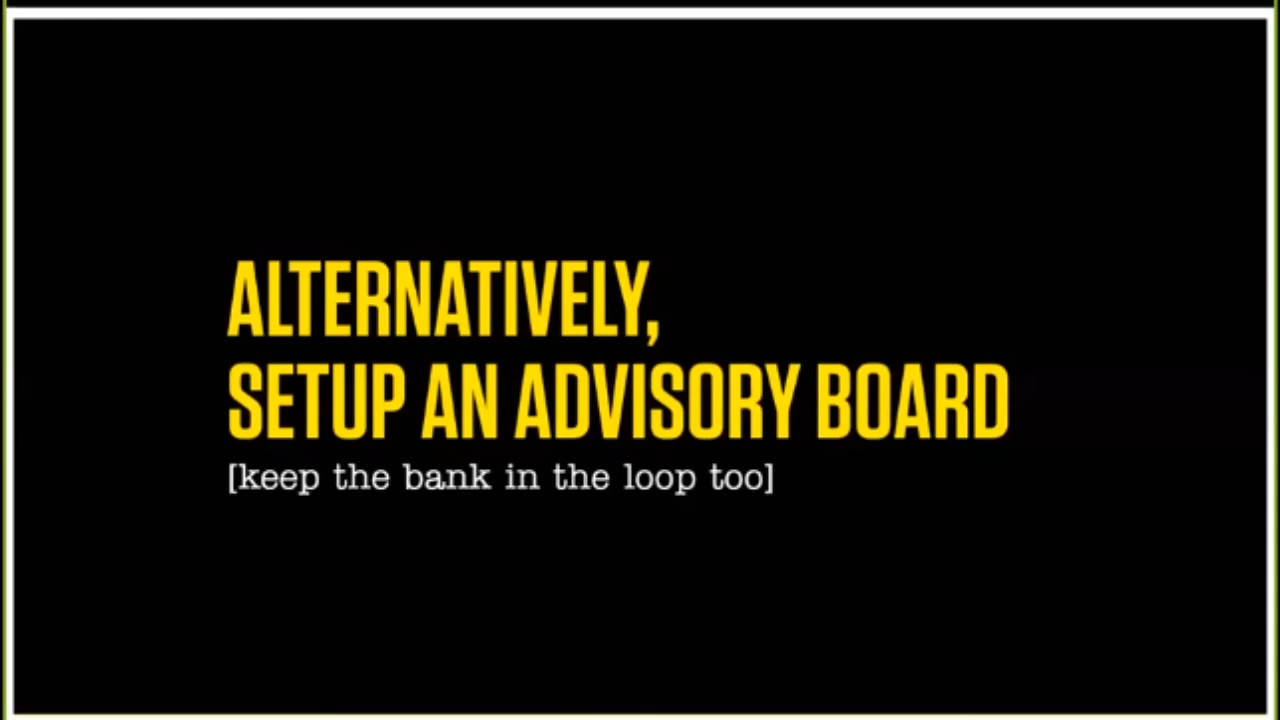 ALTERNATIVELY,
SETUP AN ADVISORY BOARD
[keep the bank in the loop too]